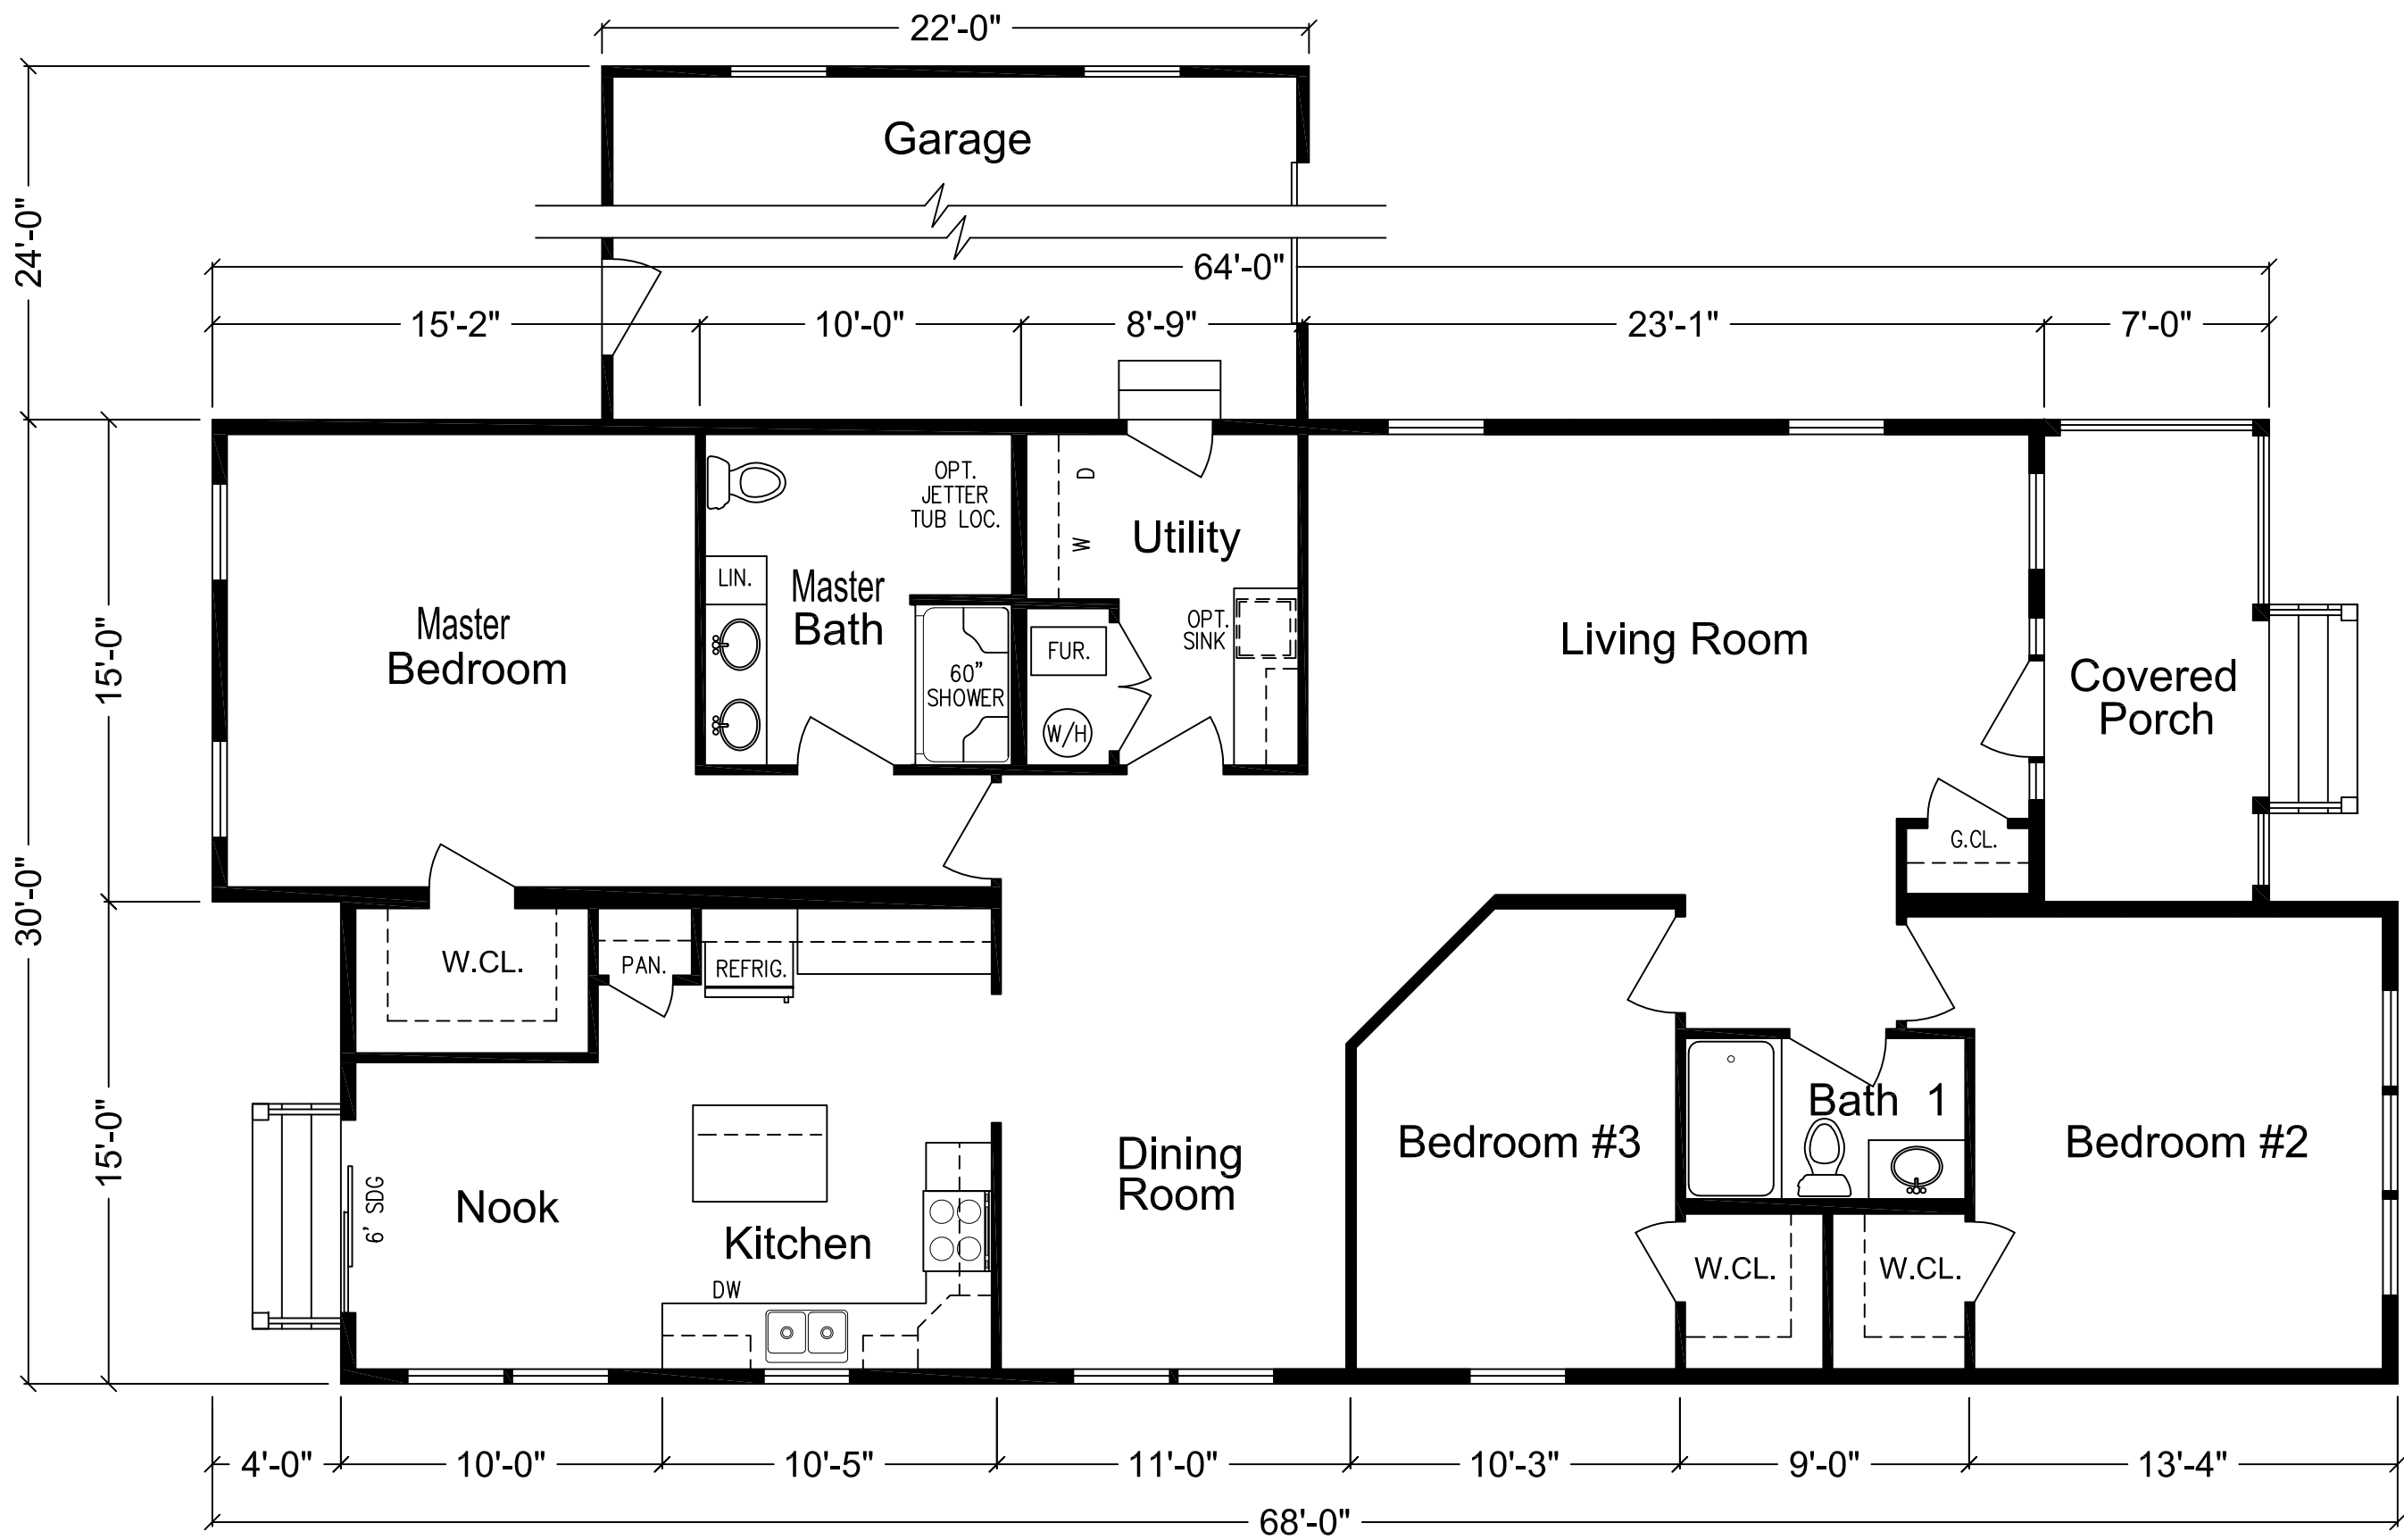 22'-0"
Garage
24'-0"
64'-0"
15'-2"
10'-0"
8'-9"
23'-1"
7'-0"
OPT.
JETTER
TUB LOC.
D
W
Utility
LIN.
Master
Bath
Master
Bedroom
OPT.
SINK
FUR.
60"
SHOWER
W/H
Living Room
Covered
Porch
15'-0"
30'-0"
G.CL.
W.CL.
PAN.
REFRIG.
15'-0"
6' SDG
Nook
Kitchen
DW
Dining
Room
Bedroom #3
Bath 1
Bedroom #2
W.CL.
W.CL.
4'-0"
10'-0"
10'-5"
11'-0"
10'-3"
9'-0"
13'-4"
68'-0"